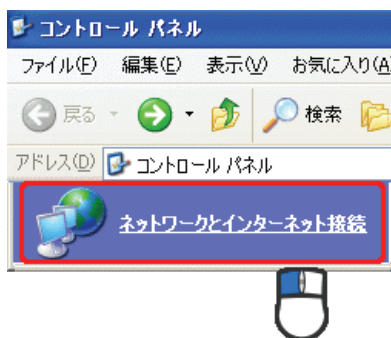 コントロール パネル
ファイル(F) 編集(E) 表示(V) お気に入り(A
戻る 検索
アドレス(D) コントロール パネル
ネットワークとインターネット接続